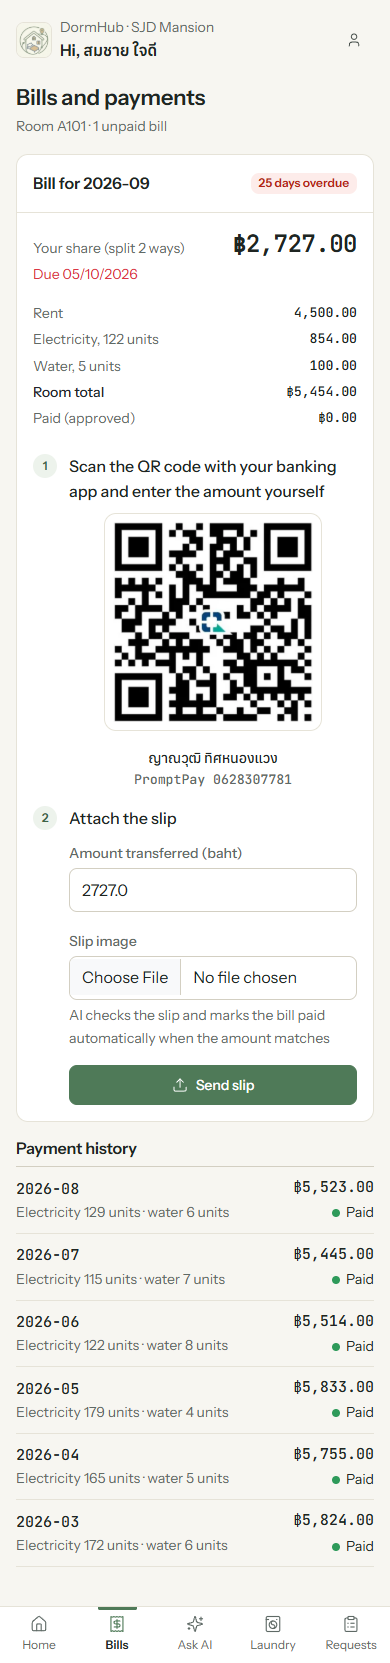 DormHub · SJD Mansion
Hi, สมชาย ใจดี
Bills and payments
Room A101 · 1 unpaid bill
Bill for 2026-09
25 days overdue
Your share (split 2 ways)
฿2,727.00
Due 05/10/2026
Rent
4,500.00
Electricity, 122 units
854.00
Water, 5 units
100.00
Room total
฿5,454.00
Paid (approved)
฿0.00
1
Scan the QR code with your banking
app and enter the amount yourself
ญาณวุฒิ ทิศหนองแวง
PromptPay 0628307781
2
Attach the slip
Amount transferred (baht)
2727.0
Slip image
Choose File
No file chosen
AI checks the slip and marks the bill paid
automatically when the amount matches
Send slip
Payment history
2026-08
฿5,523.00
Electricity 129 units · water 6 units
Paid
2026-07
฿5,445.00
Electricity 115 units · water 7 units
Paid
2026-06
฿5,514.00
Electricity 122 units · water 8 units
Paid
2026-05
฿5,833.00
Electricity 179 units · water 4 units
Paid
2026-04
฿5,755.00
Electricity 165 units · water 5 units
Paid
2026-03
฿5,824.00
Electricity 172 units · water 6 units
Paid
Home
Bills
Ask AI
Laundry
Requests